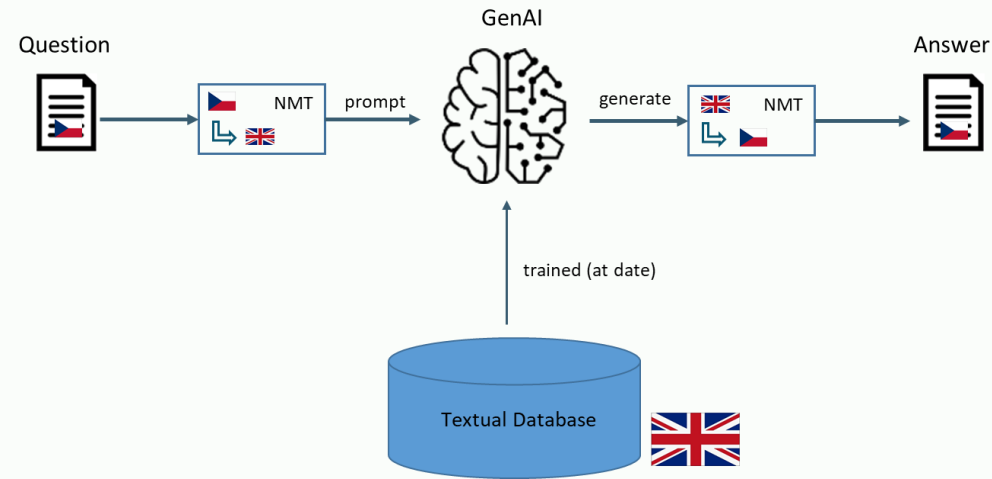 GenAI
Question
Answer
NMT
prompt
generate
NMT
trained (at date)
Textual Database